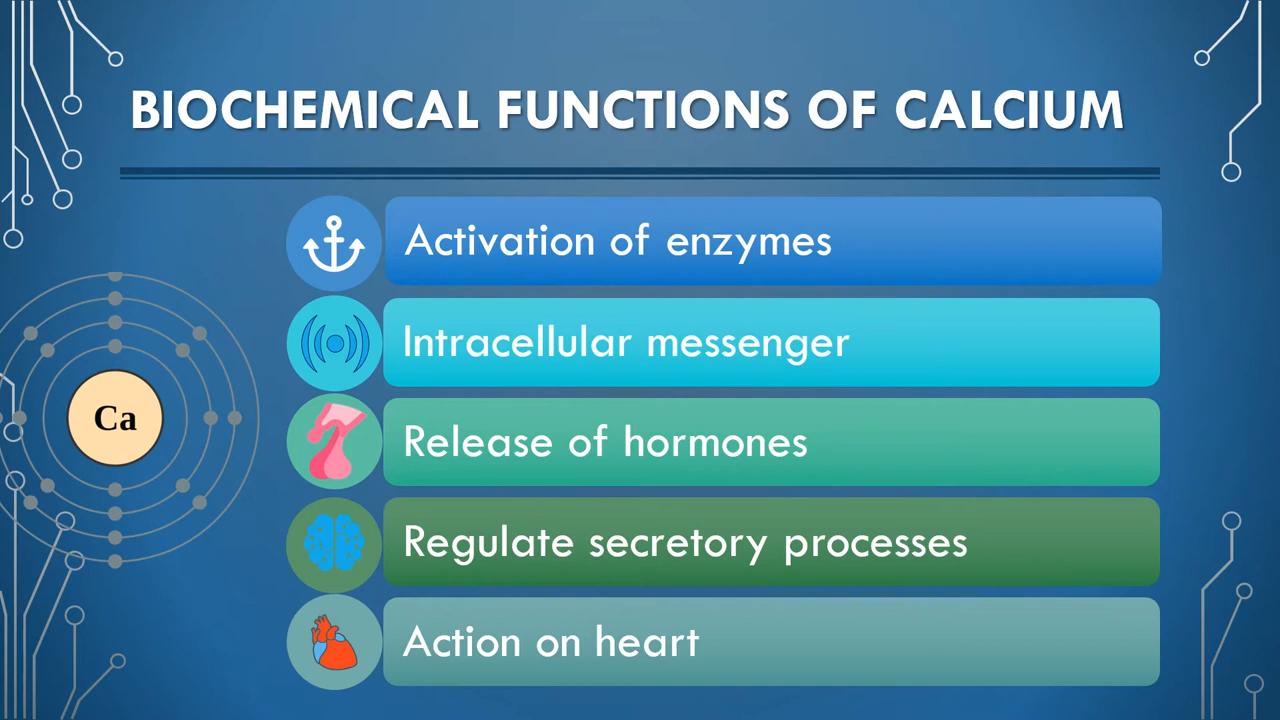 BIOCHEMICAL FUNCTIONS OF CALCIUM
Activation of enzymes
Intracellular messenger
Release of hormones
Ca
Regulate secretory processes
Action on heart